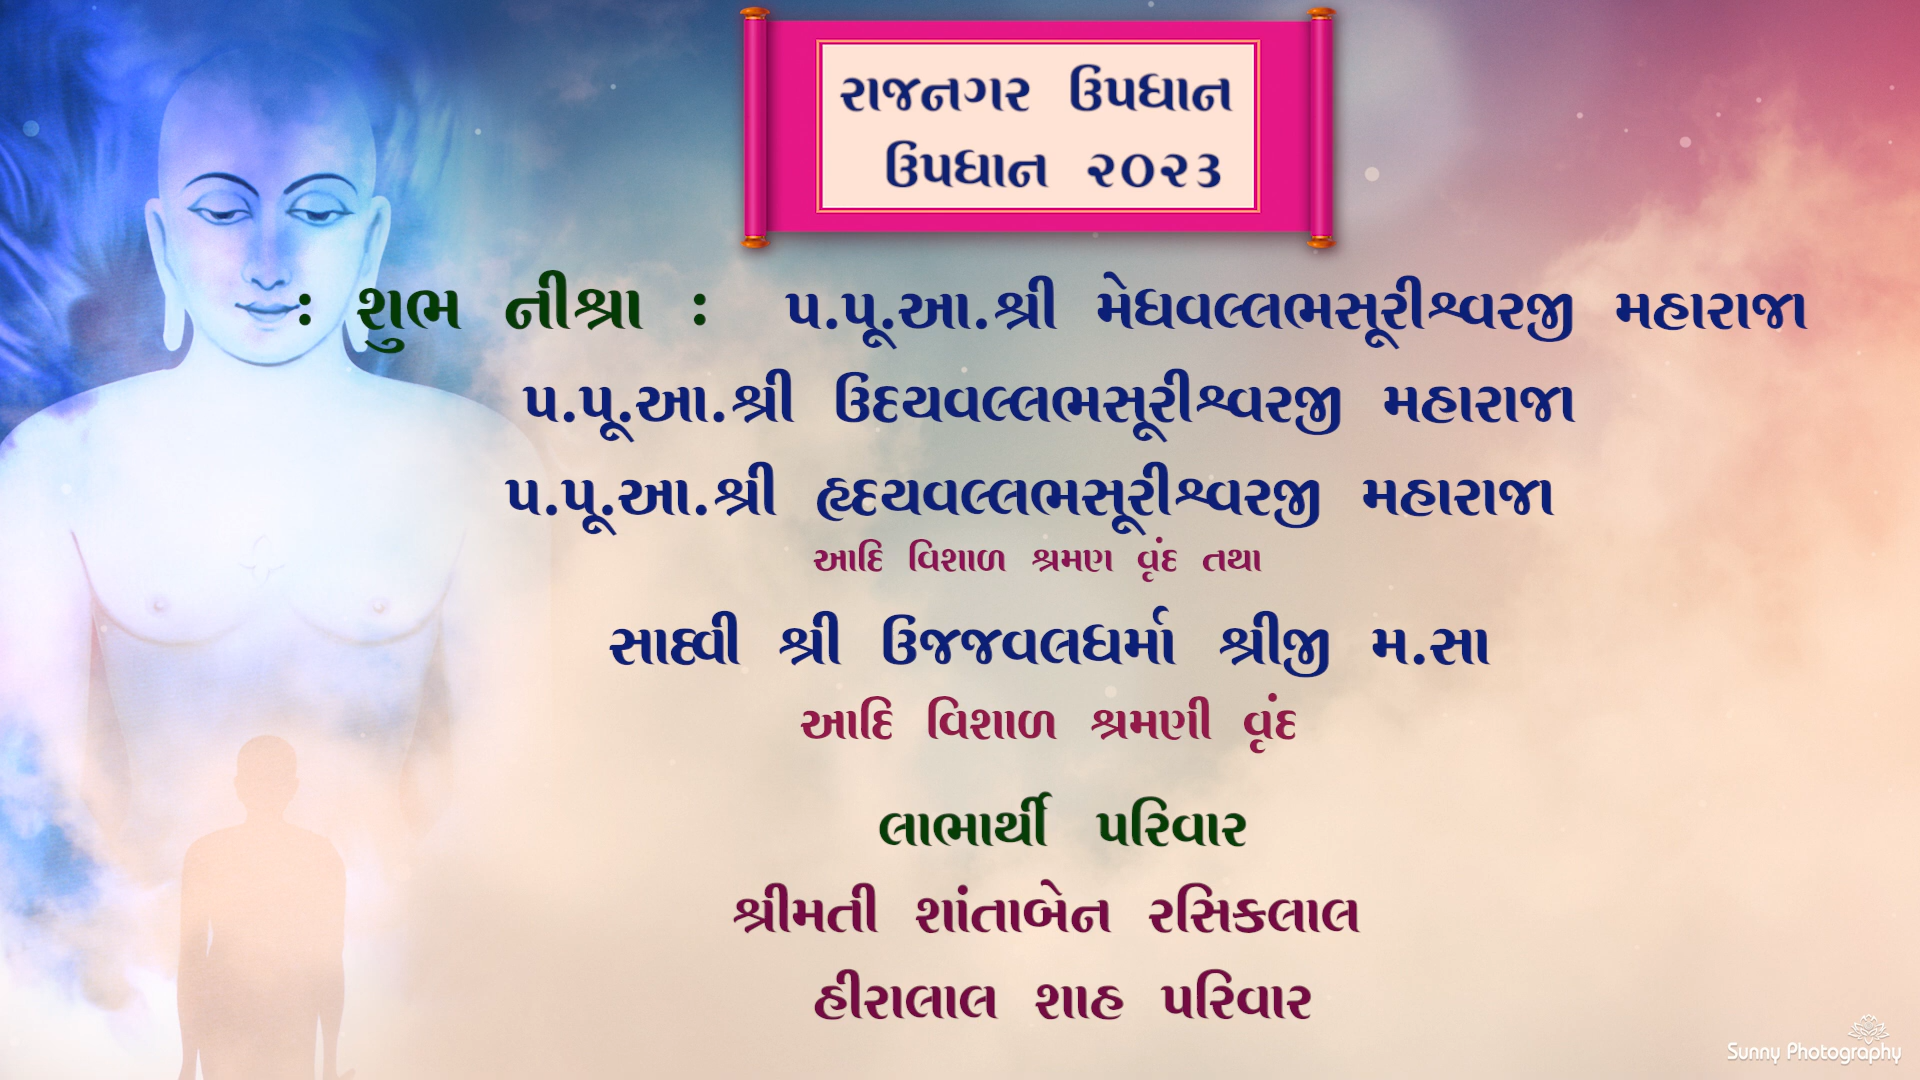 રાજનગર ઉપધાન
ઉપધાન ૨૦૨૩
: શુભ નીશ્રા : પ.પૂ.આ.શ્રી મેઘવલ્લભસૂરીશ્વરજી મહારાજા
પ.પૂ.આ.શ્રી ઉદયવલ્લભસૂરીશ્વરજી મહારાજા
પ.પૂ.આ.શ્રી હૃદયવલ્લભસૂરીશ્વરજી મહારાજા
આદિ વિશાળ શ્રમણ વૃંદ તથા
સાધ્વી શ્રી ઉજજવલધર્મા શ્રીજી મ.સા
આદિ વિશાળ શ્રમણી વૃંદ
લાભાર્થી પરિવાર
શ્રીમતી શાંતાબેન રસિકલાલ
હીરાલાલ શાહ પરિવાર
Sunny Photography